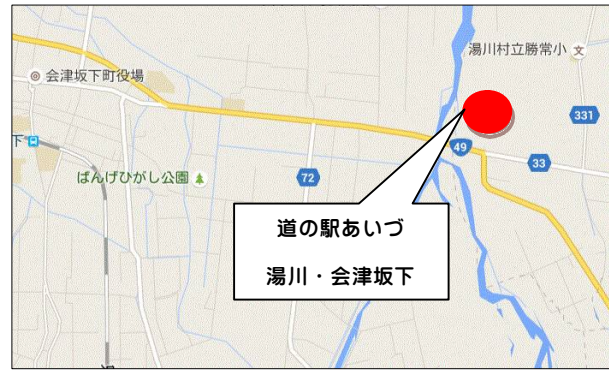 湯川村立勝常小
文
会津坂下町役場
331
下
49
33
ばんげひがし公園
72
道の駅あいづ
湯川・会津坂下